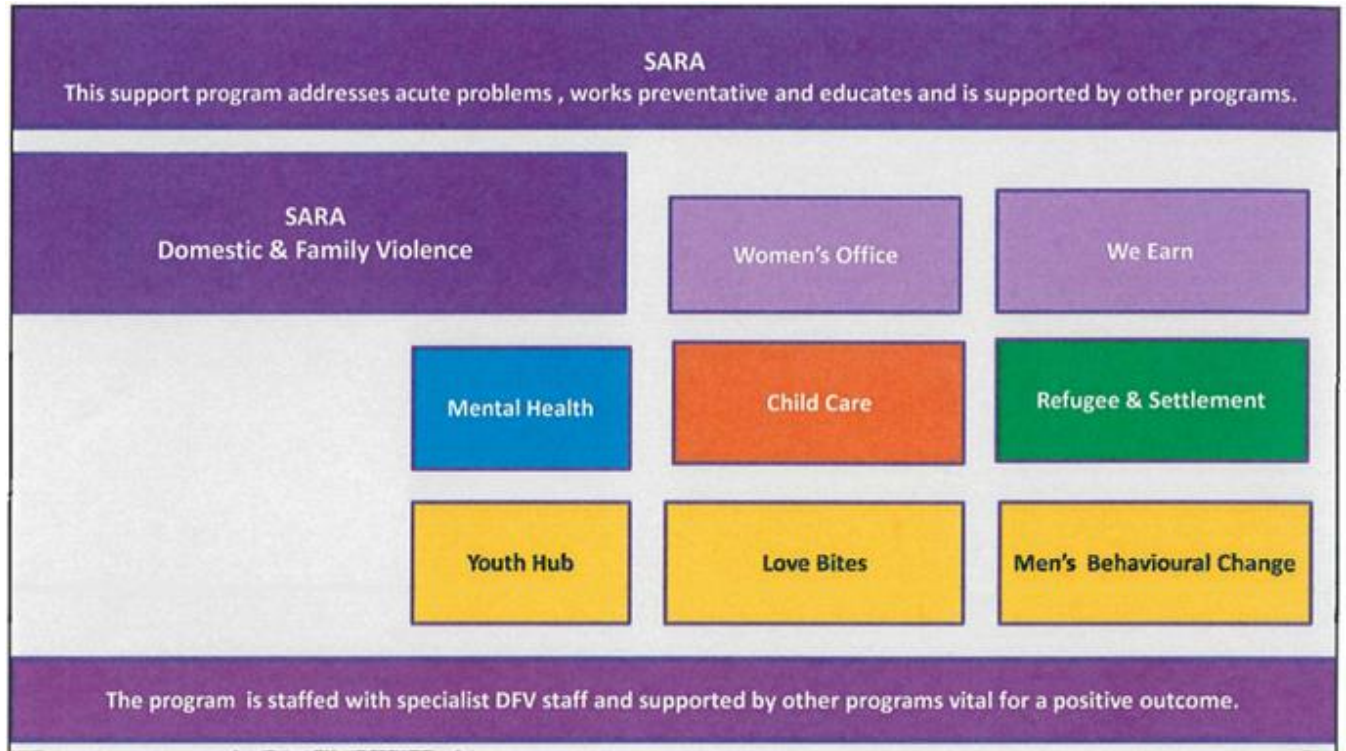 SARA
This support program addresses acute problems , works preventative and educates and is supported by other programs.
SARA
Domestic & Family Violence
Women's Office
We Earn
Mental Health
Child Care
Refugee & Settlement
Youth Hub
Love Bites
Men's Behavioural Change
The program is staffed with specialist DFV staff and supported by other programs vital for a positive outcome.